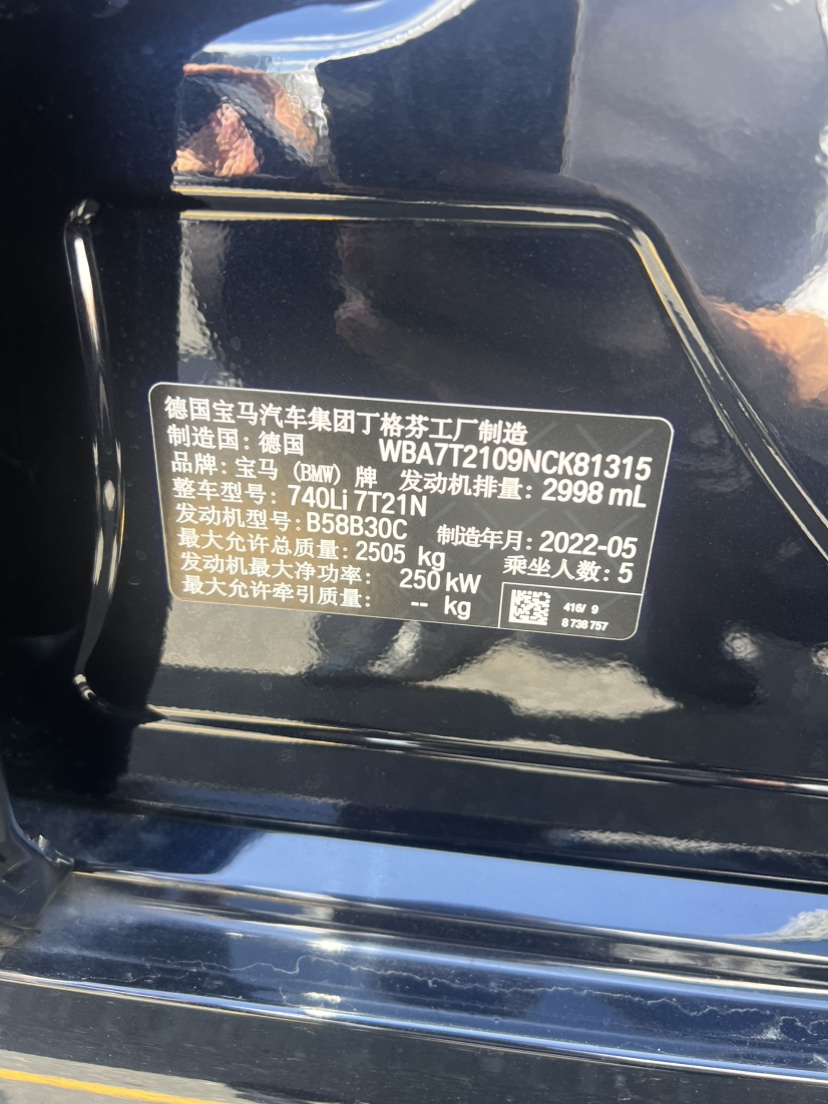 德国宝马汽车集团丁格芬工厂制造
制造国：德国 WBA7T2109NCK81315
品牌：宝马 (BMW) 牌 发动机排量：2998 mL
整车型号：740Li 7T21N
发动机型号：B58B30C 制造年月：2022-05
最大允许总质量：2505 kg 乘坐人数：5
发动机最大净功率： 250 kW
最大允许牵引质量： -- kg
416/ 9
8 738 757